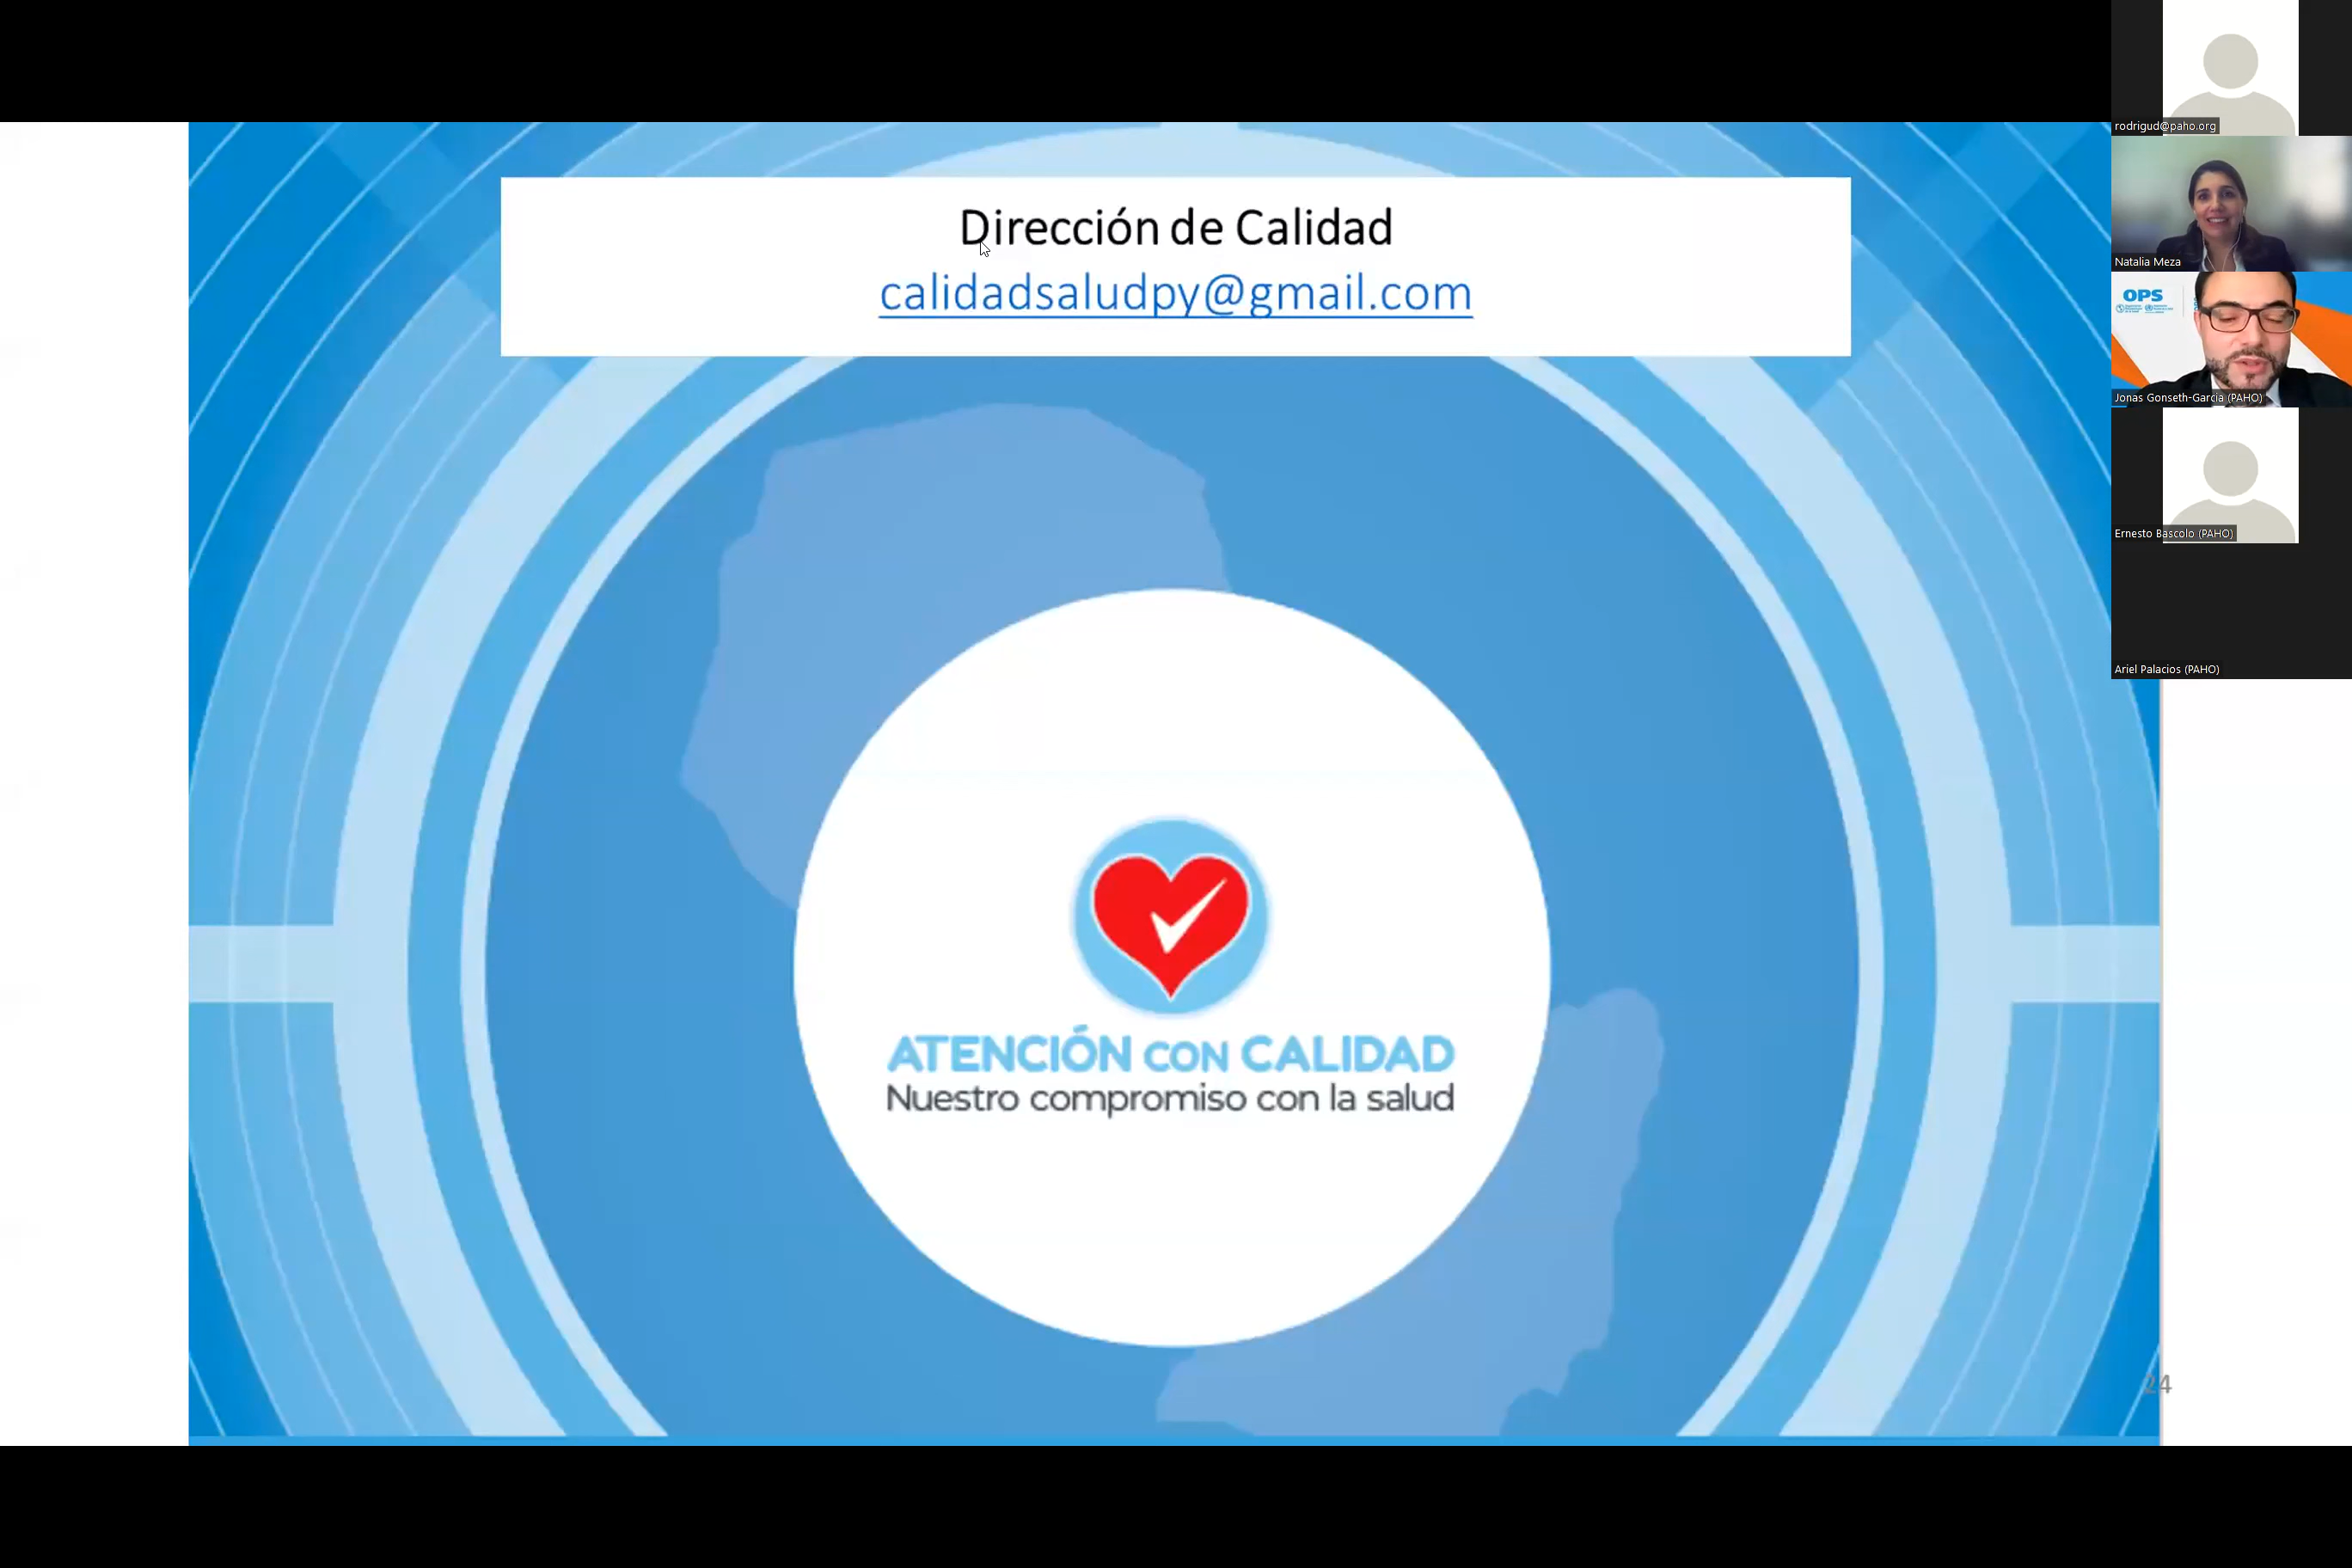 Dirección de Calidad
calidadsaludpy@gmail.com
ATENCIÓN CON CALIDAD
Nuestro compromiso con la salud
24
rodrigud@paho.org
Natalia Meza
OPS
Jonas Gonseth-Garcia (PAHO)
Ernesto Bascolo (PAHO)
Ariel Palacios (PAHO)